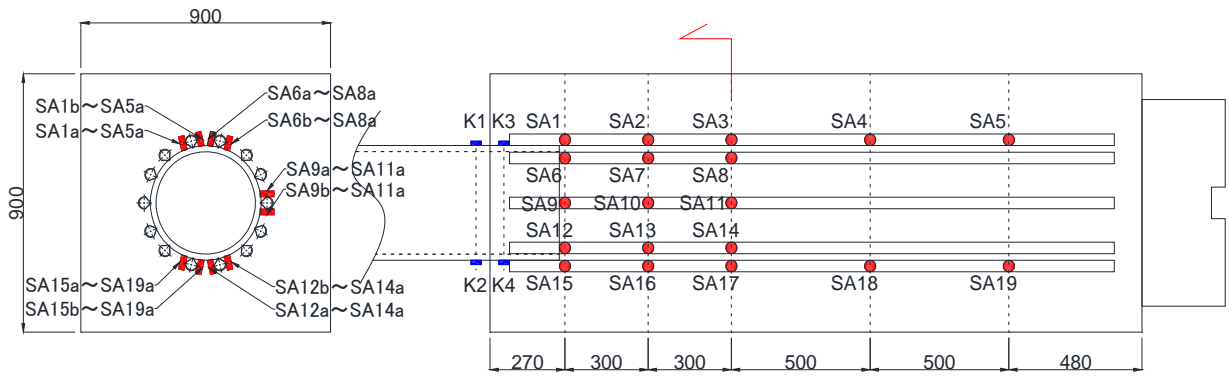 900
900
SA1b～SA5a
SA1a～SA5a
SA6a～SA8a
SA6b～SA8a
SA9a～SA11a
SA9b～SA11a
SA15a～SA19a
SA15b～SA19a
SA12b～SA14a
SA12a～SA14a
K1 K3 SA1 SA2 SA3 SA4 SA5
SA6 SA7 SA8
SA9 SA10 SA11
SA12 SA13 SA14
K2 K4 SA15 SA16 SA17 SA18 SA19
270 300 300 500 500 480